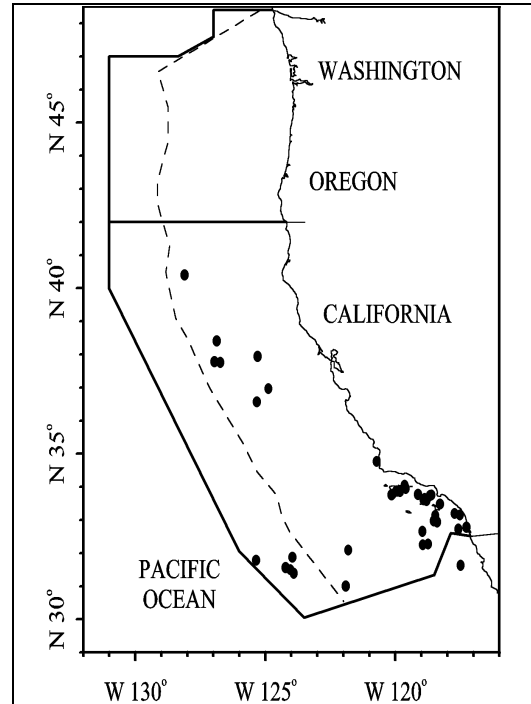 WASHINGTON
N 45°
OREGON
N 40°
CALIFORNIA
N 35°
PACIFIC
OCEAN
N 30°
W 130°
W 125°
W 120°